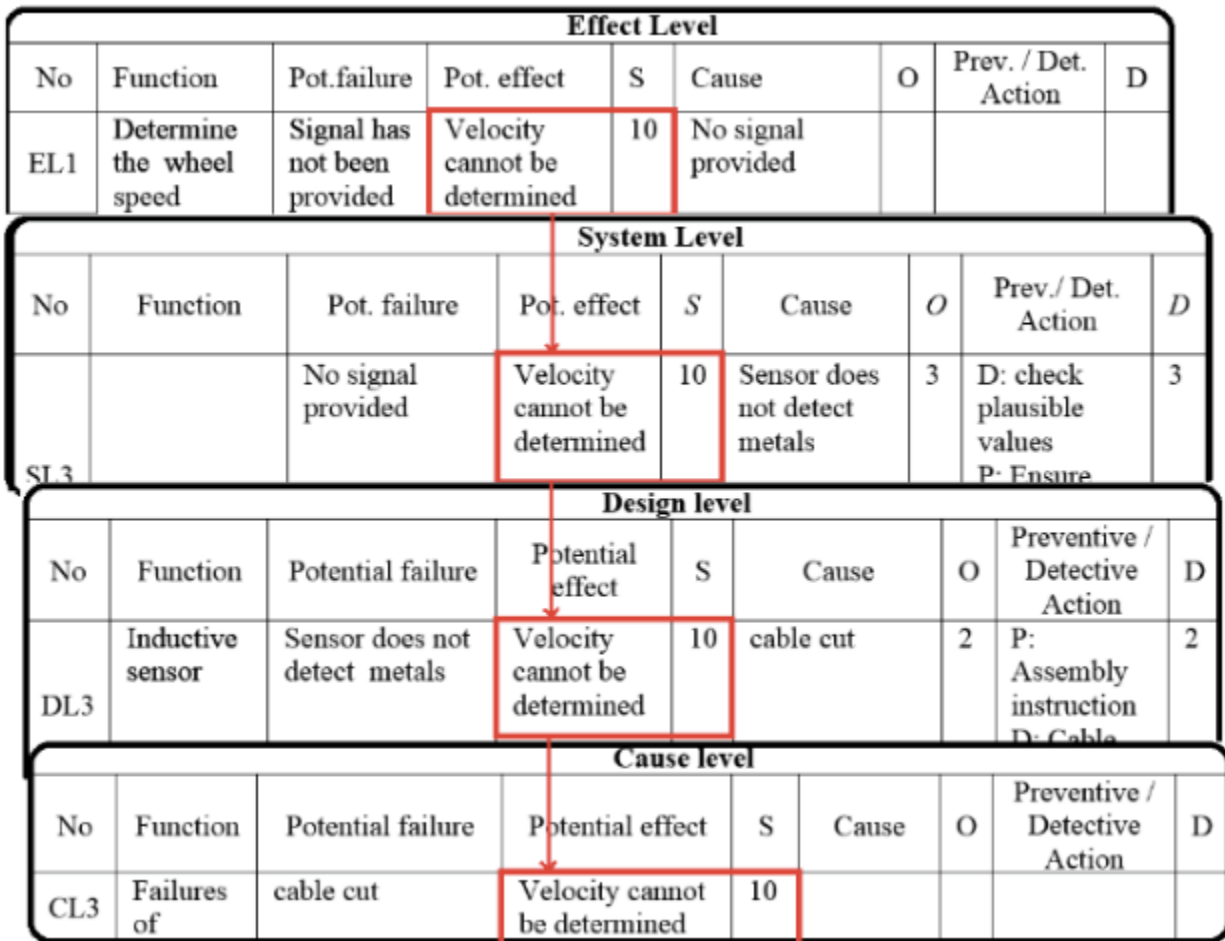 Effect Level
No Function Pot.failure Pot. effect S Cause O Prev. / Det. Action D
EL1 Determine the wheel speed Signal has not been provided Velocity cannot be determined 10 No signal provided
System Level
No Function Pot. failure Pot. effect S Cause O Prev./ Det. Action D
SL3 No signal provided Velocity cannot be determined 10 Sensor does not detect metals 3 D: check plausible values P: Ensure 3
Design level
No Function Potential failure Potential effect S Cause O Preventive / Detective Action D
DL3 Inductive sensor Sensor does not detect metals Velocity cannot be determined 10 cable cut 2 P: Assembly instruction D: Cable 2
Cause level
No Function Potential failure Potential effect S Cause O Preventive / Detective Action D
CL3 Failures of cable cut Velocity cannot be determined 10